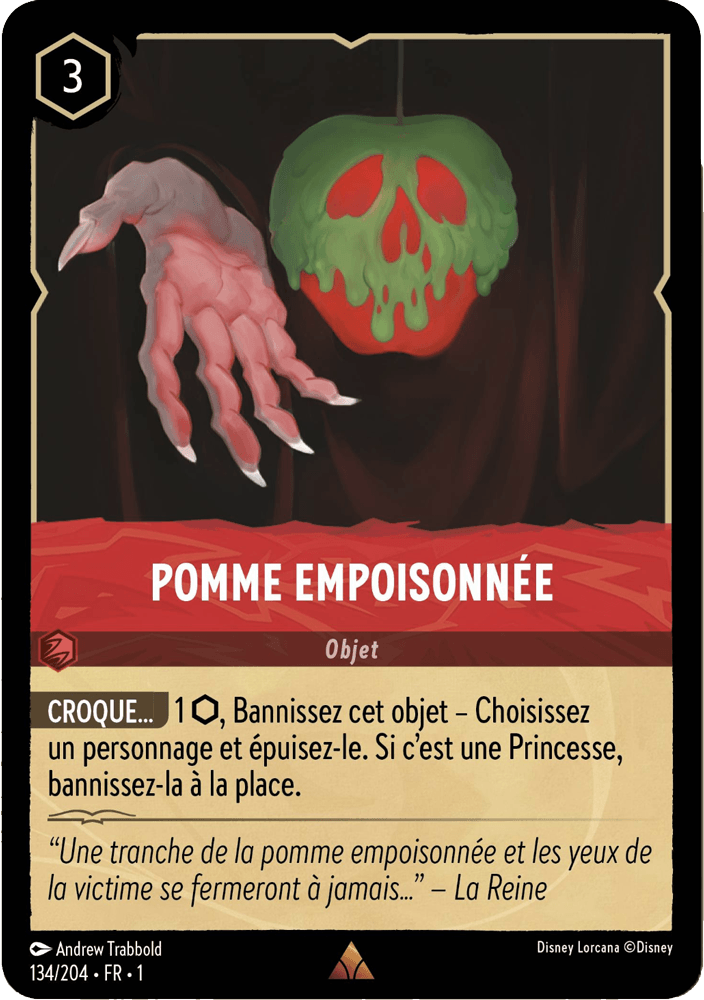 3
POMME EMPOISONNÉE
Objet
CROQUE... 1 ⬡, Bannissez cet objet – Choisissez
un personnage et épuisez-le. Si c’est une Princesse,
bannissez-la à la place.
“Une tranche de la pomme empoisonnée et les yeux de
la victime se fermeront à jamais...” – La Reine
Andrew Trabbold
Disney Lorcana ©Disney
134/204 • FR • 1